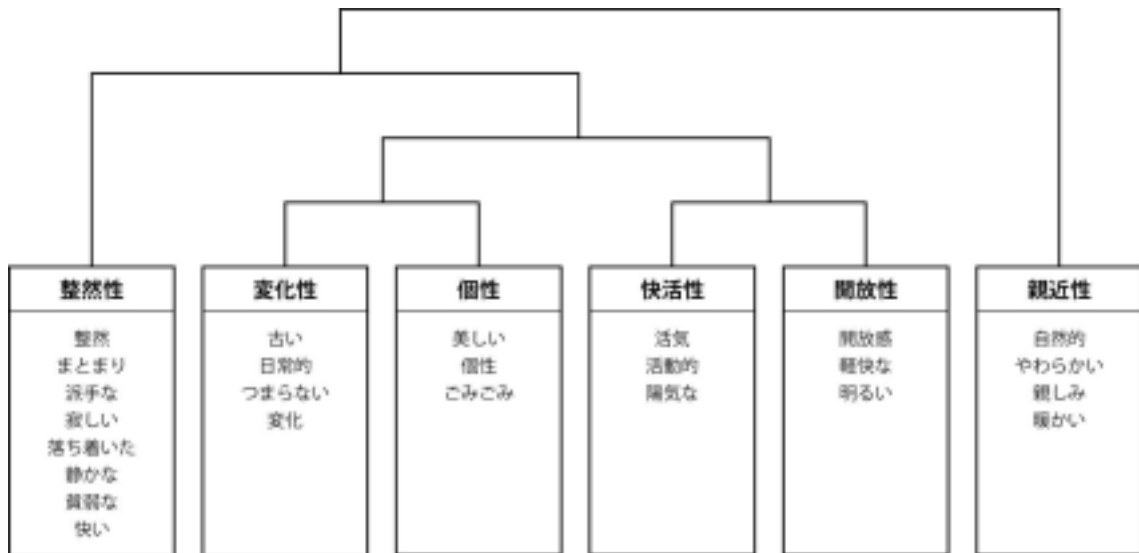 整然性
整然
まとまり
派手な
寂しい
落ち着いた
静かな
貧弱な
快い
変化性
古い
日常的
つまらない
変化
個性
美しい
個性
ごみごみ
快活性
活気
活動的
陽気な
開放性
開放感
軽快な
明るい
親近性
自然的
やわらかい
親しみ
暖かい